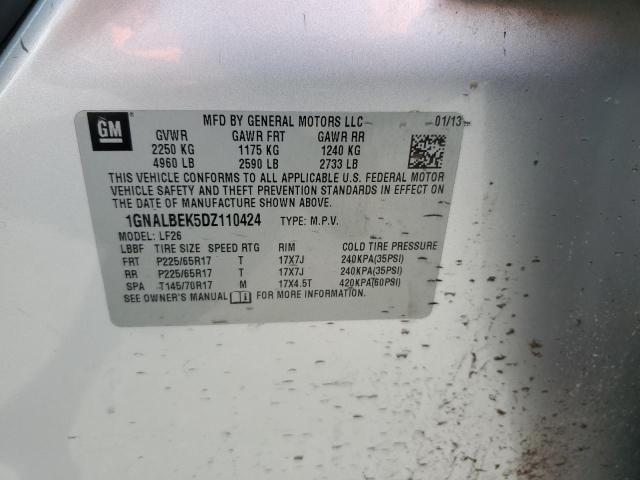 GM
MFD BY GENERAL MOTORS LLC 01/13
GVWR GAWR FRT GAWR RR
2250 KG 1175 KG 1240 KG
4960 LB 2590 LB 2733 LB
THIS VEHICLE CONFORMS TO ALL APPLICABLE U.S. FEDERAL MOTOR
VEHICLE SAFETY AND THEFT PREVENTION STANDARDS IN EFFECT ON
THE DATE OF MANUFACTURE SHOWN ABOVE.
1GNALBEK5DZ110424 TYPE: M.P.V.
MODEL: LF26
LBBF TIRE SIZE SPEED RTG RIM COLD TIRE PRESSURE
FRT P225/65R17 T 17X7J 240KPA(35PSI)
RR P225/65R17 T 17X7J 240KPA(35PSI)
SPA T145/70R17 M 17X4.5T 420KPA(60PSI)
SEE OWNER'S MANUAL FOR MORE INFORMATION.